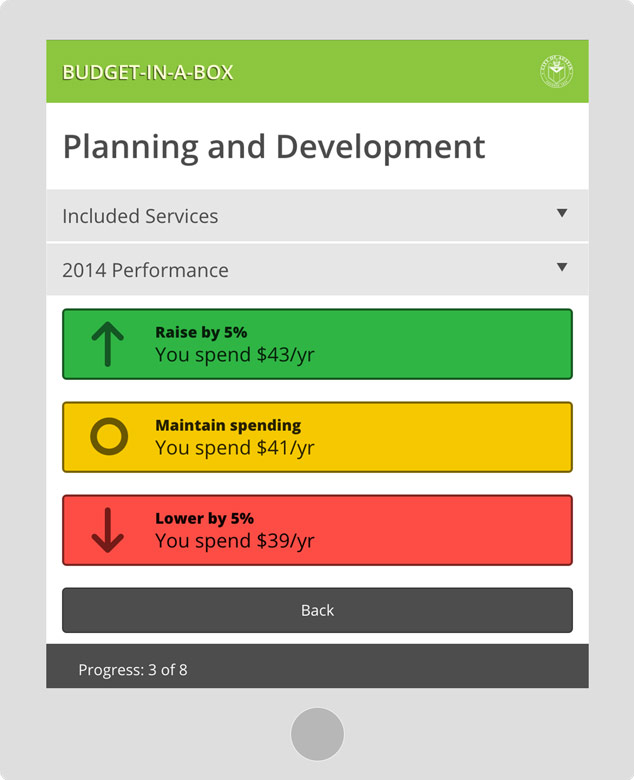 BUDGET-IN-A-BOX
Planning and Development
Included Services
2014 Performance
Raise by 5%
You spend $43/yr
Maintain spending
You spend $41/yr
Lower by 5%
You spend $39/yr
Back
Progress: 3 of 8